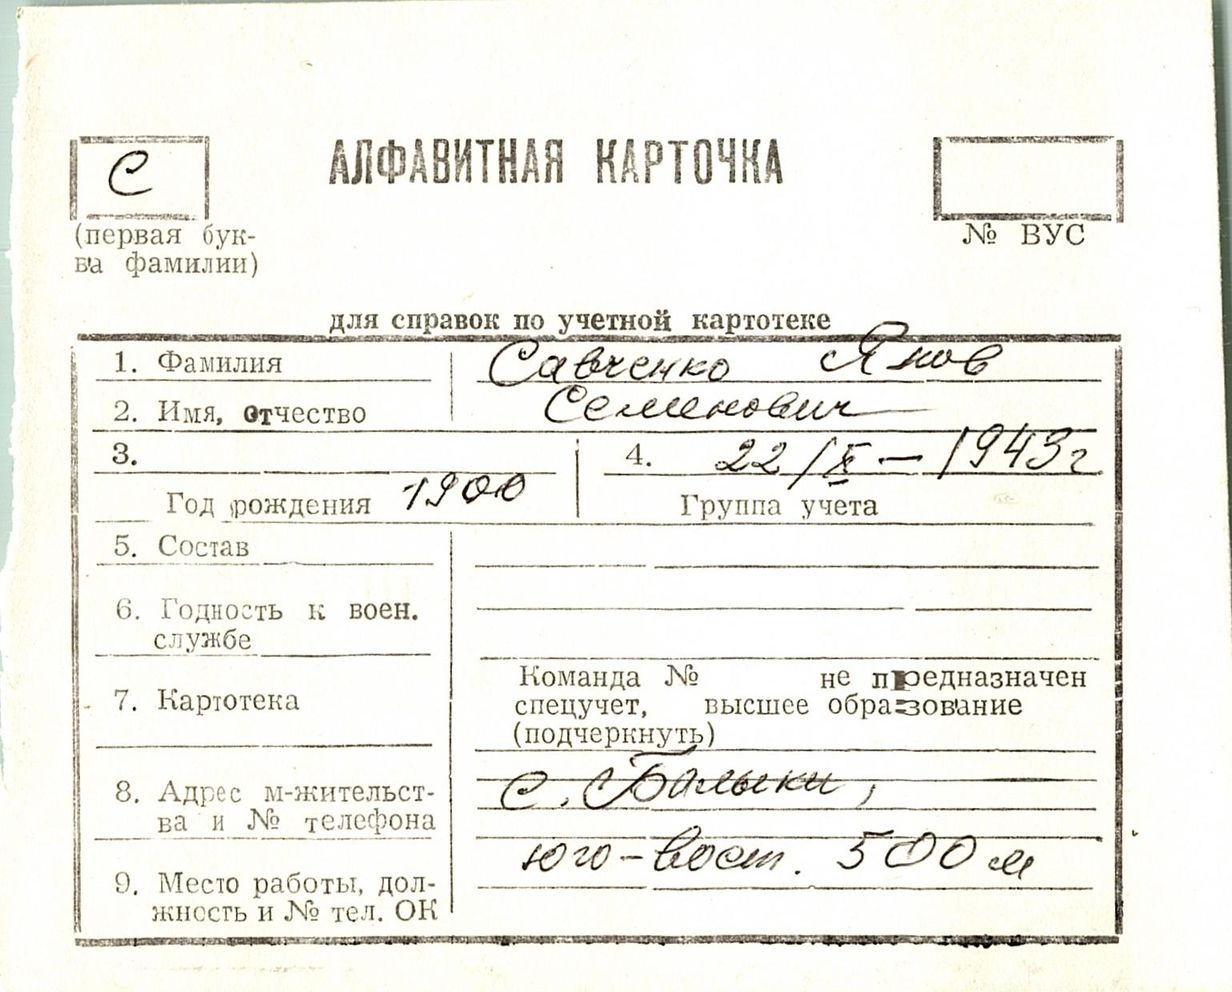 С
АЛФАВИТНАЯ КАРТОЧКА
(первая бук-
ва фамилии)
№ ВУС
для справок по учетной картотеке
1. Фамилия Савченко Янов
2. Имя, отчество Семенович
3. 4. 22/X – 1943г
Год рождения 1900 Группа учета
5. Состав
6. Годность к воен.
службе
7. Картотека
Команда № не предназначен
спецучет, высшее образование
(подчеркнуть)
8. Адрес м-жительст-
ва и № телефона
с. Балыки,
юго-вост. 500 м
9. Место работы, дол-
жность и № тел. ОК